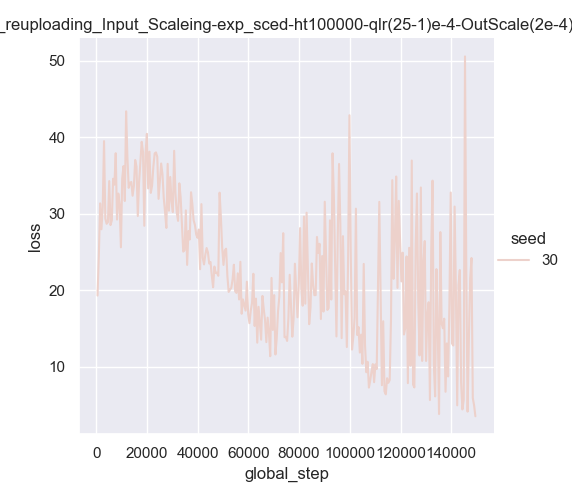 _reuploading_Input_Scaleing-exp_sced-ht100000-qlr(25-1)e-4-OutScale(2e-4)
50
40
30
20
10
loss
0 20000 40000 60000 80000 100000 120000 140000
global_step
seed
30